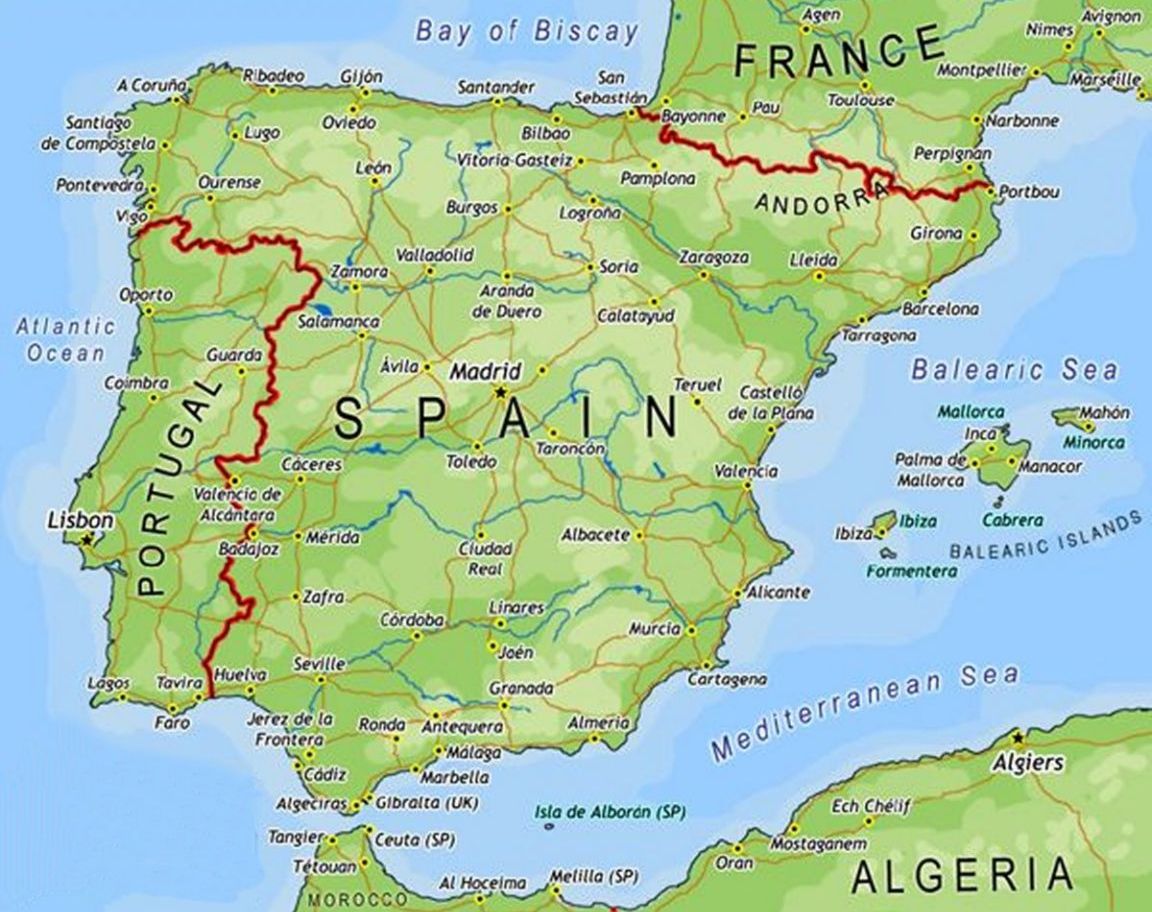 Bay of Biscay
FRANCE
Agen
Avignon
Nimes
Montpellier
Marseille
Toulouse
A Coruña
Ribadeo
Gijón
Santander
San
Sebastián
Bayonne
Pau
Narbonne
Santiago
de Compostela
Lugo
Oviedo
Bilbao
Vitoria-Gasteiz
Pamplona
Perpignan
Portbou
Pontevedra
Ourense
León
Burgos
Logroña
ANDORRA
Vigo
Girona
Zamora
Valladolid
Soria
Zaragoza
Lleida
Oporto
Aranda
de Duero
Calatayud
Barcelona
Tarragona
Atlantic
Ocean
Salamanca
Guarda
Ávila
Madrid
Coimbra
Teruel
Castelló
de la Plana
Balearic Sea
Mallorca
Mahón
Minorca
Inca
Palma de
Mallorca
Manacor
SPAIN
PORTUGAL
Cáceres
Toledo
Taroncón
Valencia
Valencio de
Alcántara
Lisbon
Badajoz
Mérida
Ciudad
Real
Albacete
Ibiza
Ibiza
Cabrera
Formentera
BALEARIC ISLANDS
Zafra
Alicante
Córdoba
Linares
Murcia
Jaén
Lagos
Tavira
Huelva
Seville
Cartagena
Faro
Granada
Mediterranean Sea
Jerez de la
Frontera
Ronda
Antequera
Almeria
Málaga
Cádiz
Marbella
Algiers
Algeciras
Gibralta (UK)
Isla de Alborán (SP)
Ech Chélif
Tangier
Ceuta (SP)
Mostaganem
Tétouan
Oran
Al Hoceima
Melilla (SP)
ALGERIA
MOROCCO